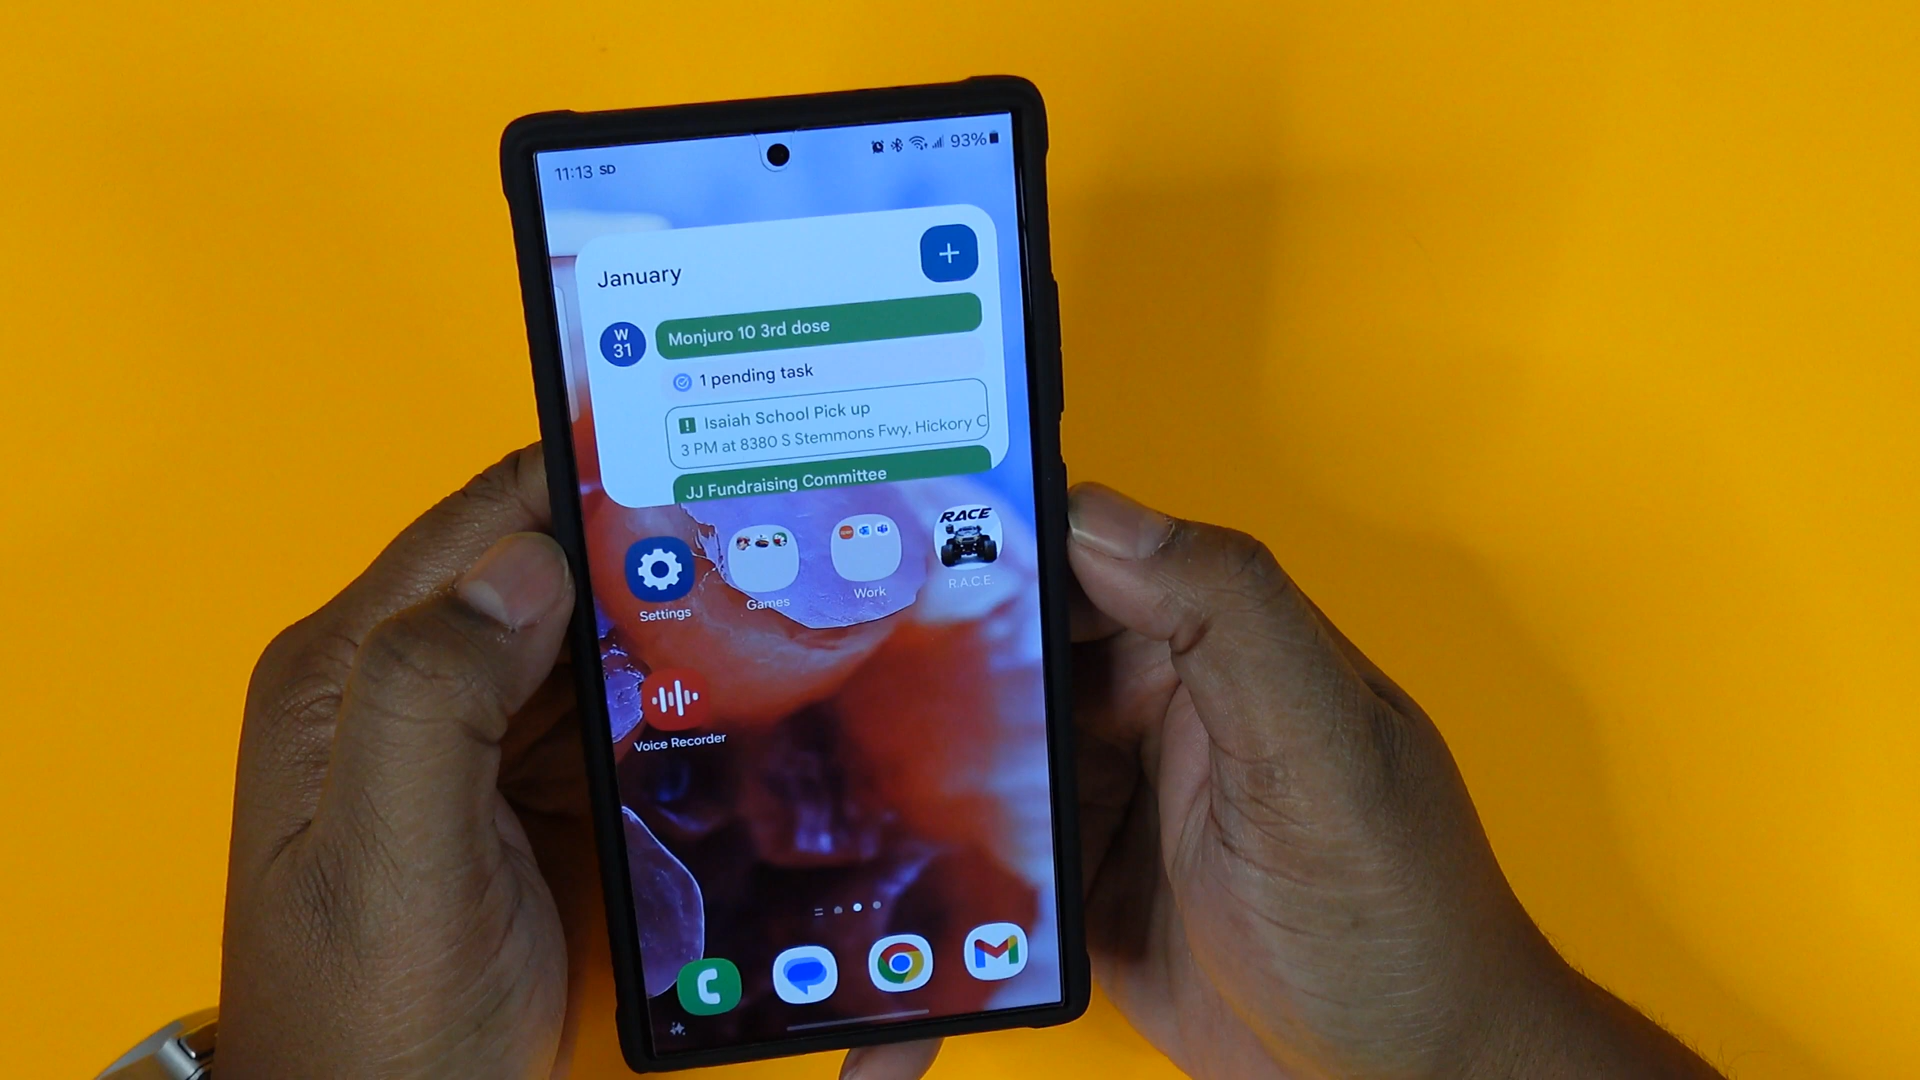 11:13 SD
93%
January
W
31
Monjuro 10 3rd dose
1 pending task
Isaiah School Pick up
3 PM at 8380 S Stemmons Fwy, Hickory C
JJ Fundraising Committee
RACE
Settings
Games
Work
R.A.C.E.
Voice Recorder